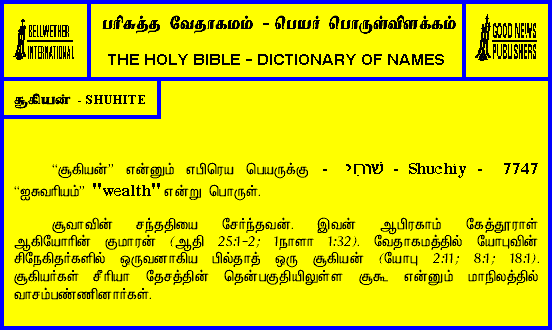 BELLWETHER
INTERNATIONAL
பரிசுத்த வேதாகமம் - பெயர் பொருள்விளக்கம்
THE HOLY BIBLE - DICTIONARY OF NAMES
GOOD NEWS
PUBLISHERS
சூகியன் - SHUHITE
“சூகியன்” என்னும் எபிரெய பெயருக்கு - שׁוּחִי - Shuchiy - 7747
“ஐசுவரியம்” "wealth" என்று பொருள்.
சூவாவின் சந்ததியை சேர்ந்தவன். இவன் ஆபிரகாம் கேத்தூராள்
ஆகியோரின் குமாரன் (ஆதி 25:1-2; 1நாளா 1:32). வேதாகமத்தில் யோபுவின்
சிநேகிதர்களில் ஒருவனாகிய பில்தாத் ஒரு சூகியன் (யோபு 2:11; 8:1; 18:1).
சூகியர்கள் சீரியா தேசத்தின் தென்பகுதியிலுள்ள சூகூ என்னும் மாநிலத்தில்
வாசம்பண்ணினார்கள்.